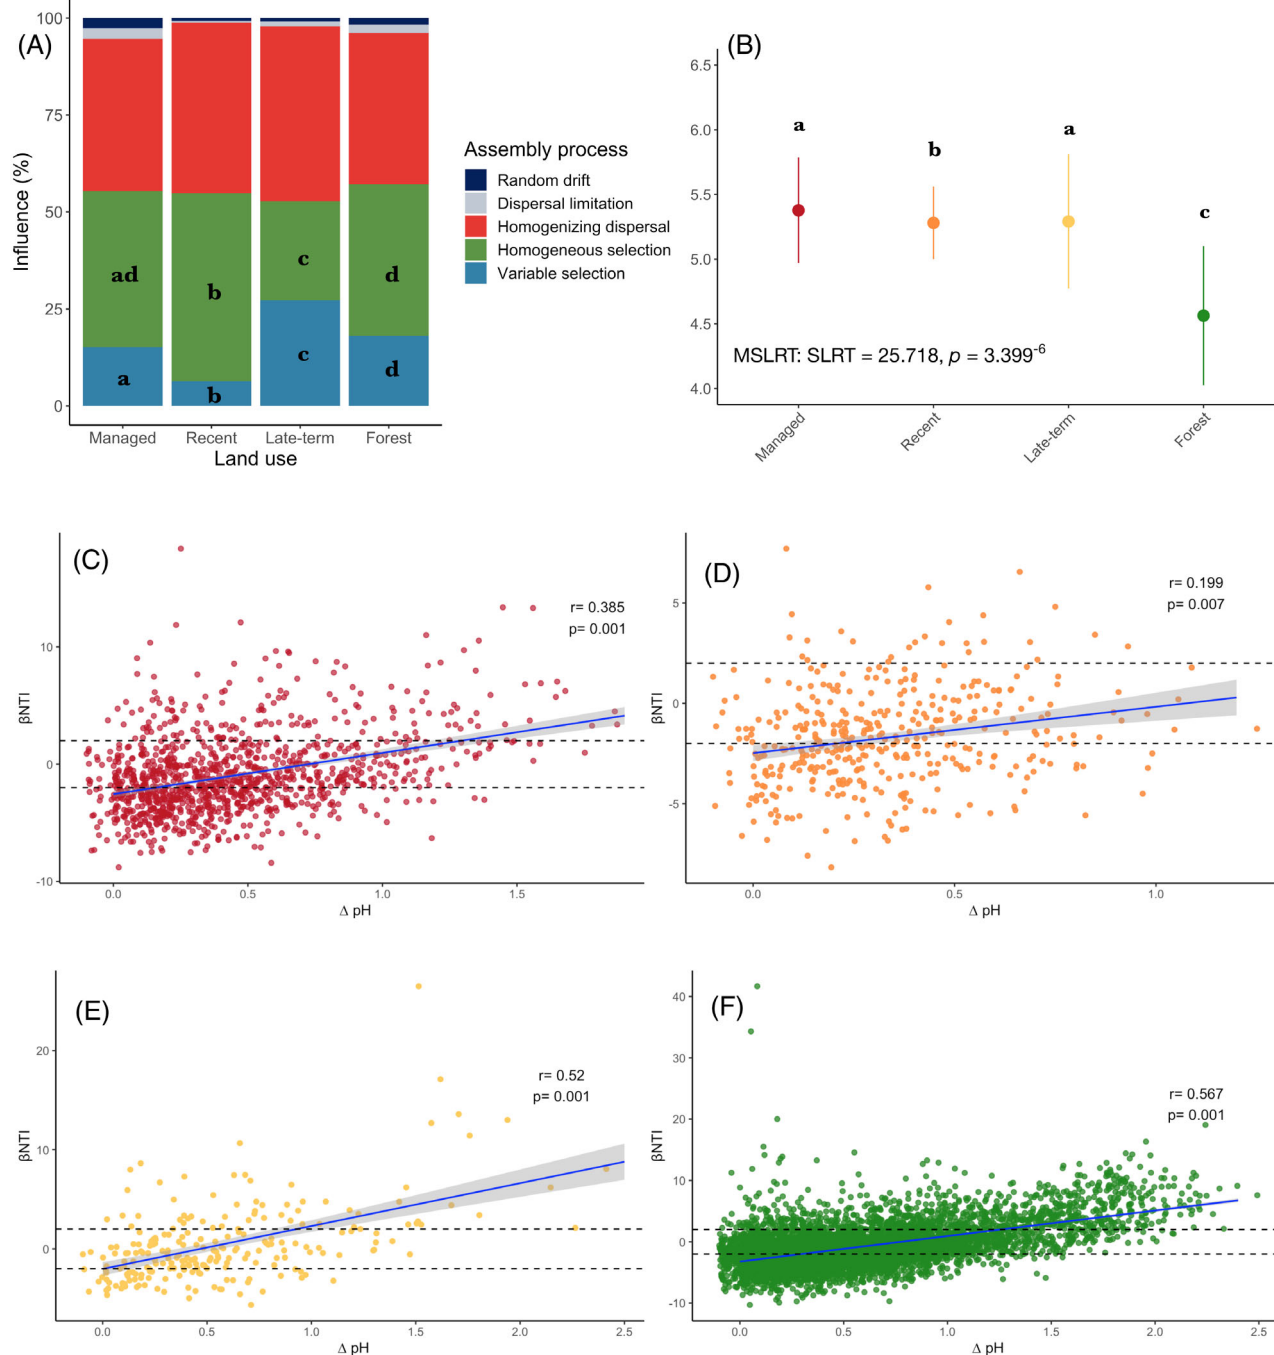 (A)
100
75
50
25
0
Influence (%)
ad
a
b
b
c
c
d
d
Managed
Recent
Late-term
Forest
Land use
Assembly process
Random drift
Dispersal limitation
Homogenizing dispersal
Homogeneous selection
Variable selection
(B)
6.5
6.0
5.5
5.0
4.5
4.0
a
b
a
c
MSLRT: SLRT = 25.718, p = 3.399-6
Managed
Recent
Late-term
Forest
(C)
r= 0.385
p= 0.001
10
0
-10
βNTI
0.0
0.5
1.0
1.5
Δ pH
(D)
r= 0.199
p= 0.007
5
0
-5
βNTI
0.0
0.5
1.0
Δ pH
(E)
r= 0.52
p= 0.001
20
10
0
βNTI
0.0
0.5
1.0
1.5
2.0
2.5
Δ pH
(F)
r= 0.567
p= 0.001
40
30
20
10
0
-10
βNTI
0.0
0.5
1.0
1.5
2.0
2.5
Δ pH